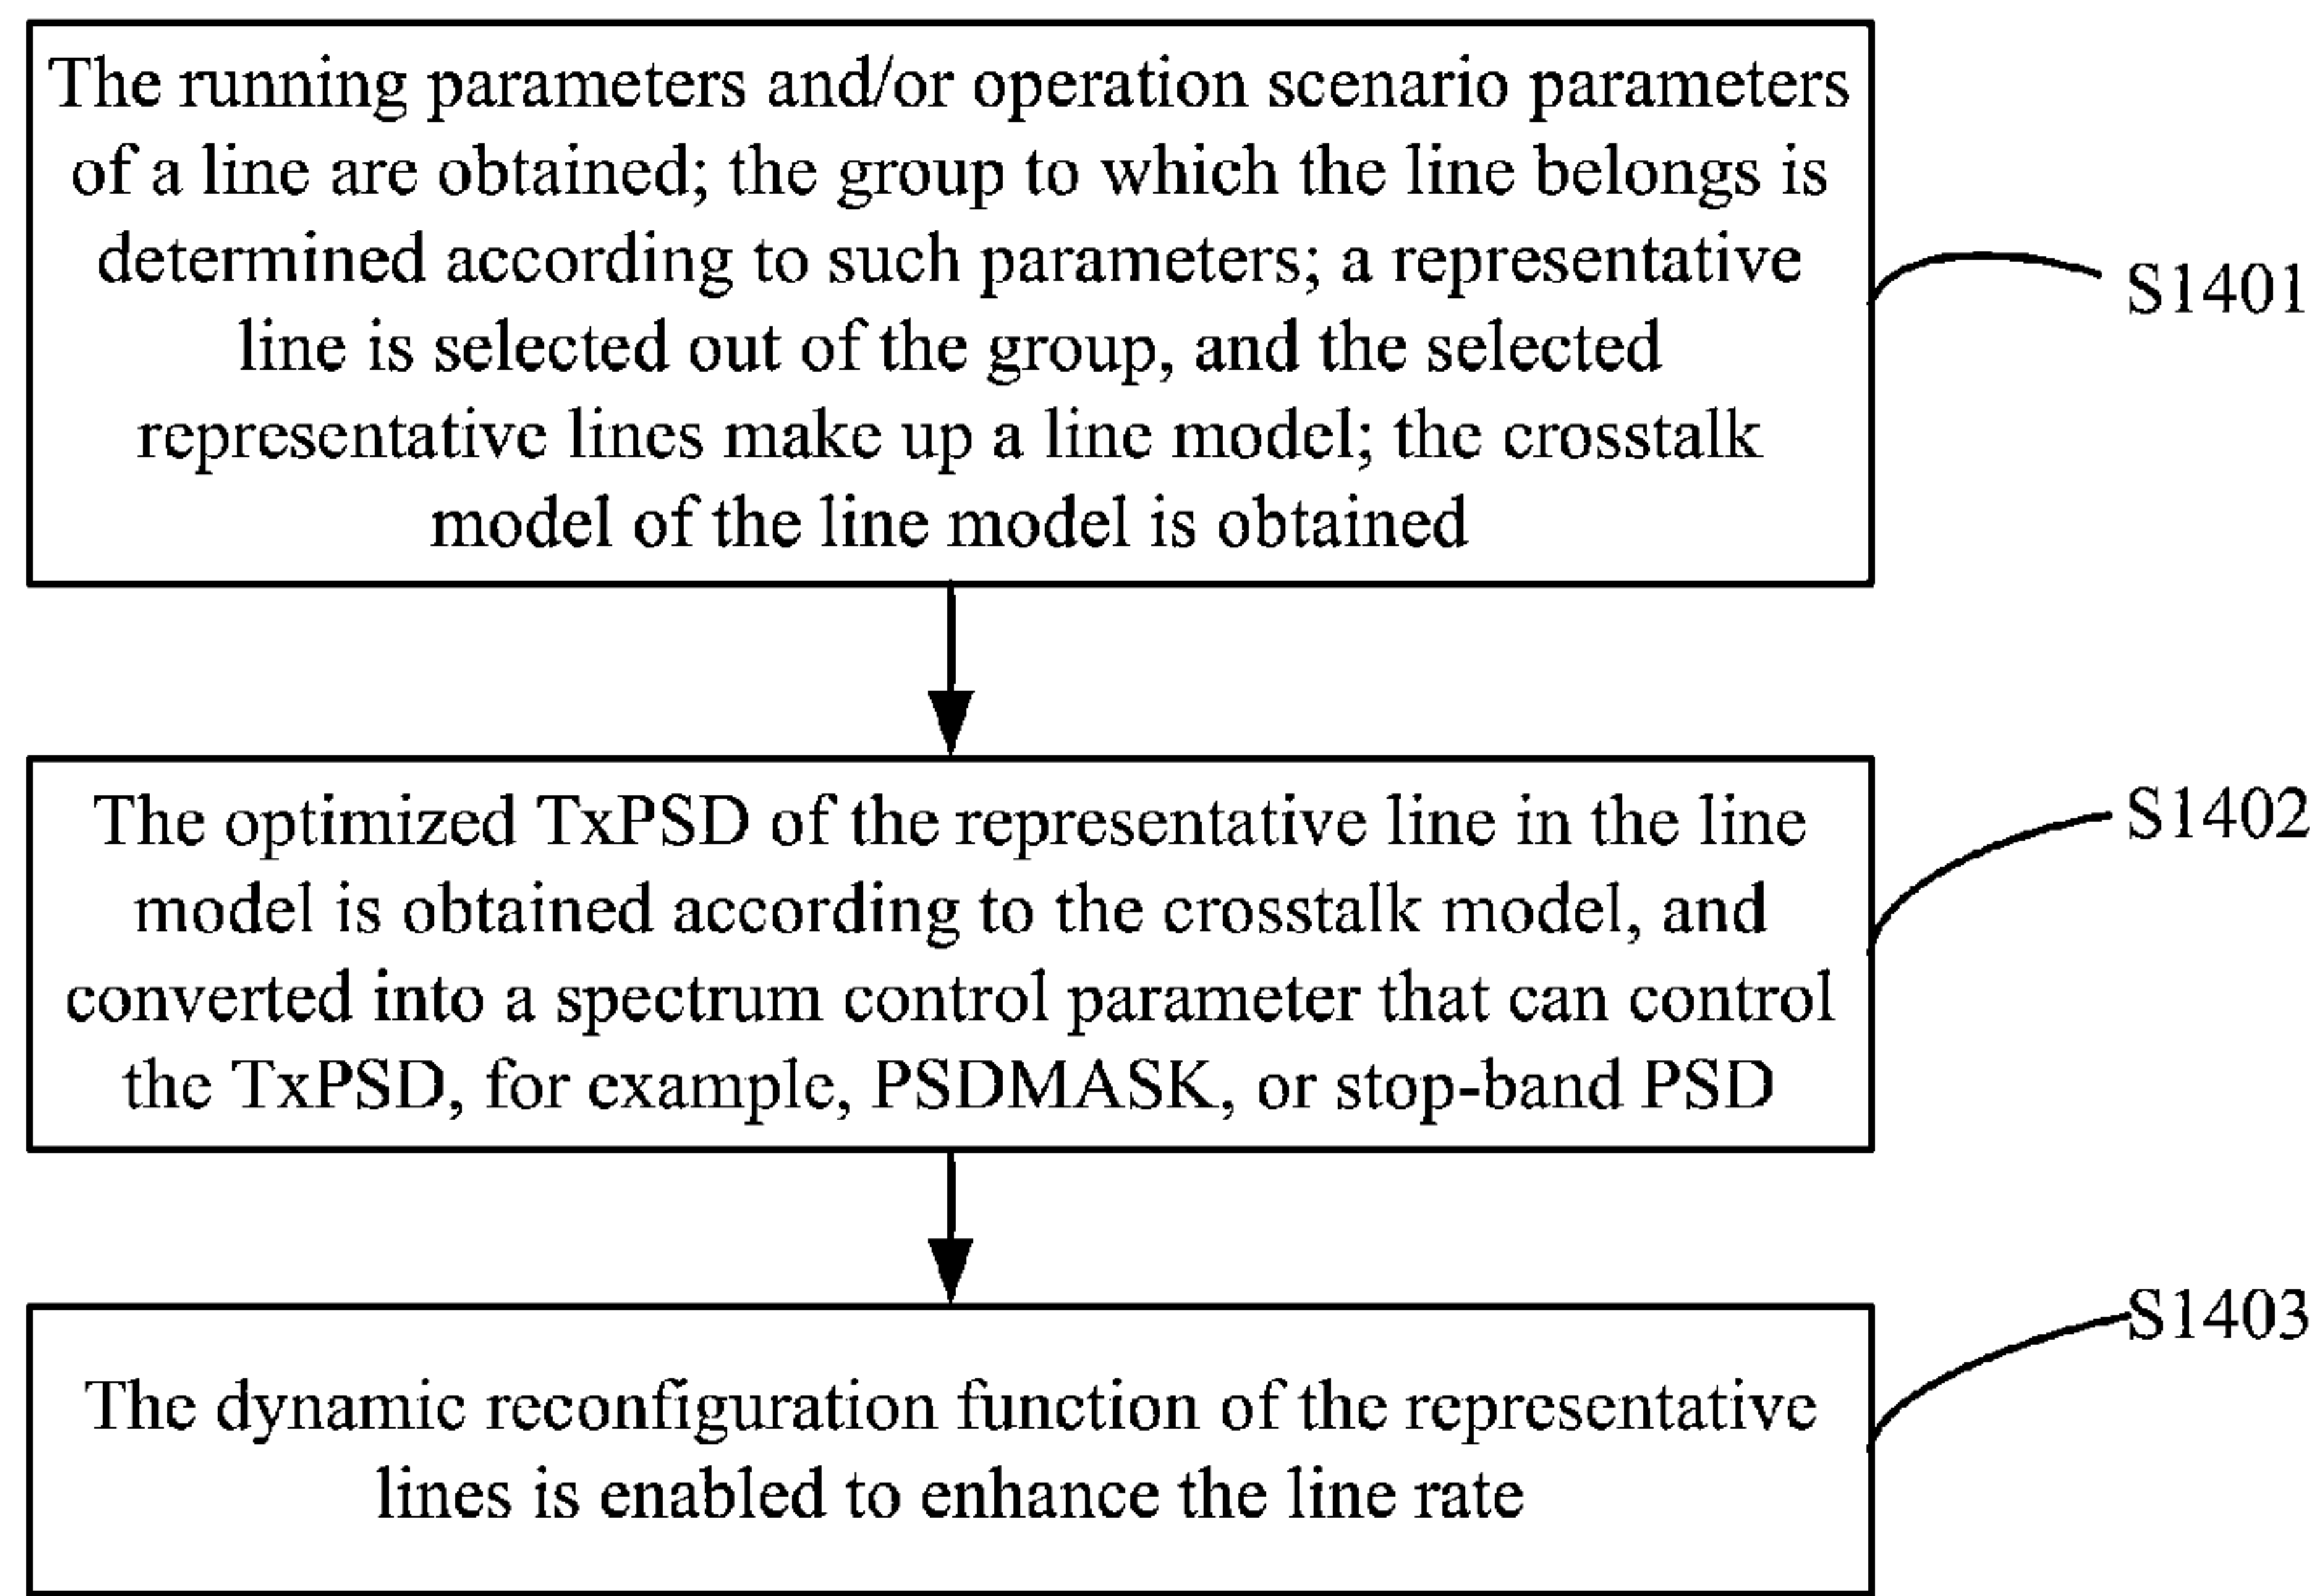 The running parameters and/or operation scenario parameters
of a line are obtained; the group to which the line belongs is
determined according to such parameters; a representative
line is selected out of the group, and the selected
representative lines make up a line model; the crosstalk
model of the line model is obtained
S1401
The optimized TxPSD of the representative line in the line
model is obtained according to the crosstalk model, and
converted into a spectrum control parameter that can control
the TxPSD, for example, PSDMASK, or stop-band PSD
S1402
The dynamic reconfiguration function of the representative
lines is enabled to enhance the line rate
S1403